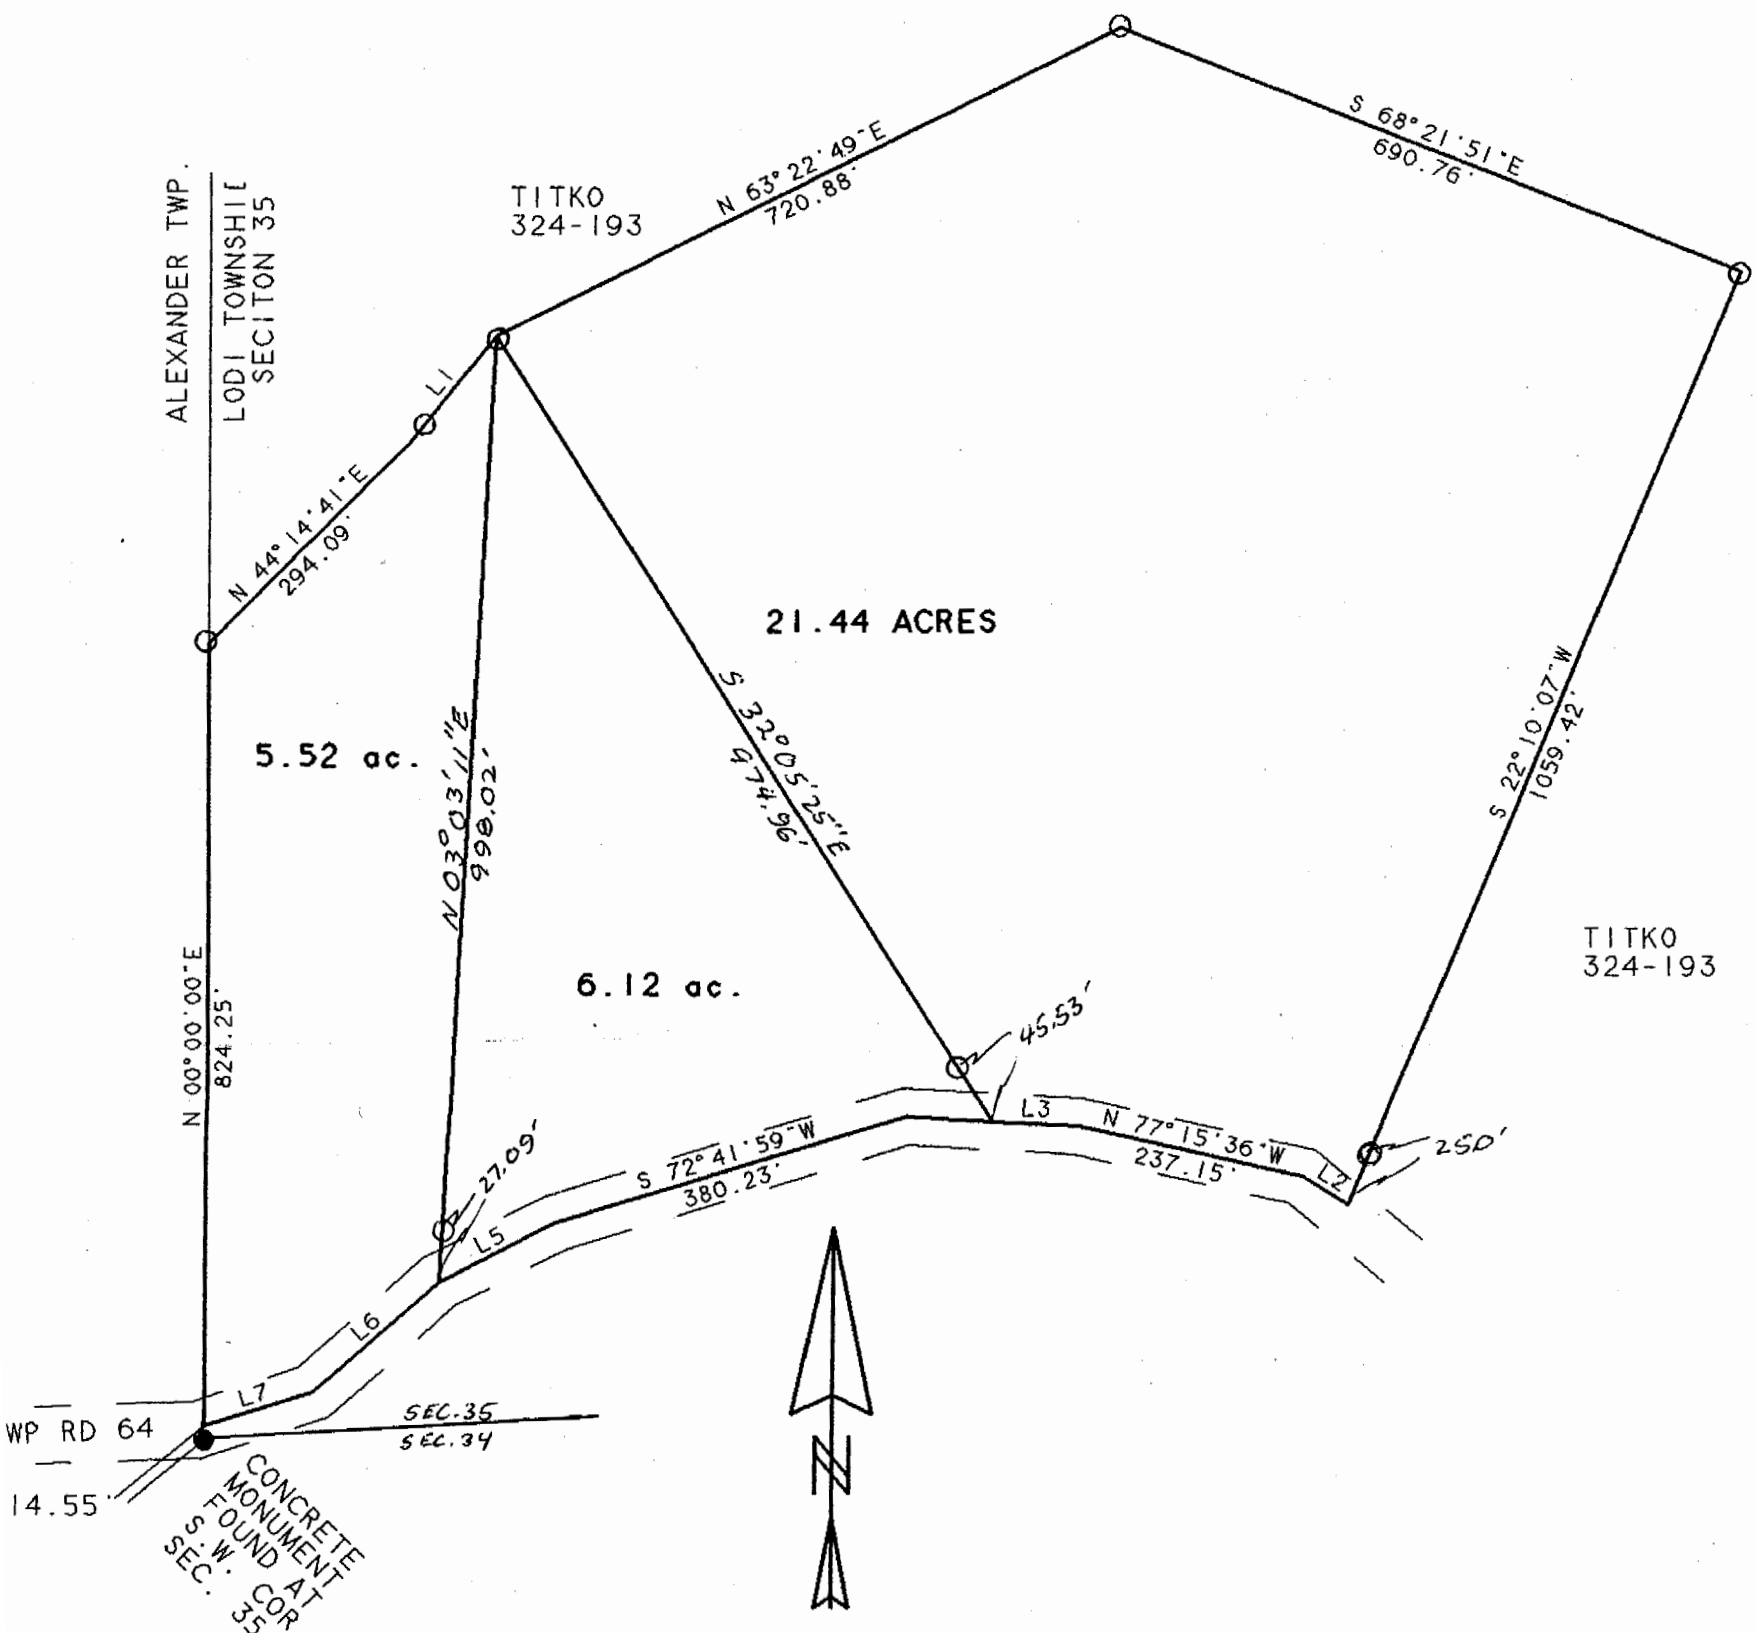 S 68°21'51"E
690.76'
N 63°22'49"E
720.88'
TITKO
324-193
ALEXANDER TWP.
LODI TOWNSHIP
SECITON 35
L1
N 44°14'41"E
294.09'
21.44 ACRES
S 32°05'25"E
974.96'
S 22°10'07"W
1059.42'
5.52 ac.
N 03°03'11"E
998.02'
TITKO
324-193
6.12 ac.
N 00°00'00"E
824.25'
45.53'
L3
N 77°15'36"W
237.15'
L2
250'
27.09'
S 72°41'59"W
380.23'
L5
L6
L7
WP RD 64
SEC.35
SEC.34
14.55'
CONCRETE
MONUMENT
FOUND AT
S.W. COR
SEC. 35
N